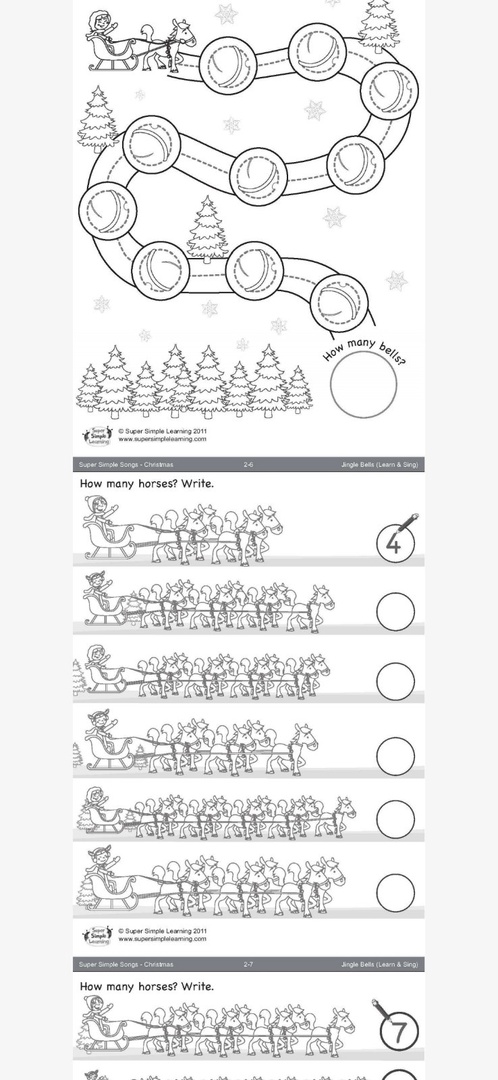 How many bells?
Super Simple Learning
© Super Simple Learning 2011
www.supersimplelearning.com
Super Simple Songs - Christmas 2-6 Jingle Bells (Learn & Sing)
How many horses? Write.
4
Super Simple Learning
© Super Simple Learning 2011
www.supersimplelearning.com
Super Simple Songs - Christmas 2-7 Jingle Bells (Learn & Sing)
How many horses? Write.
7